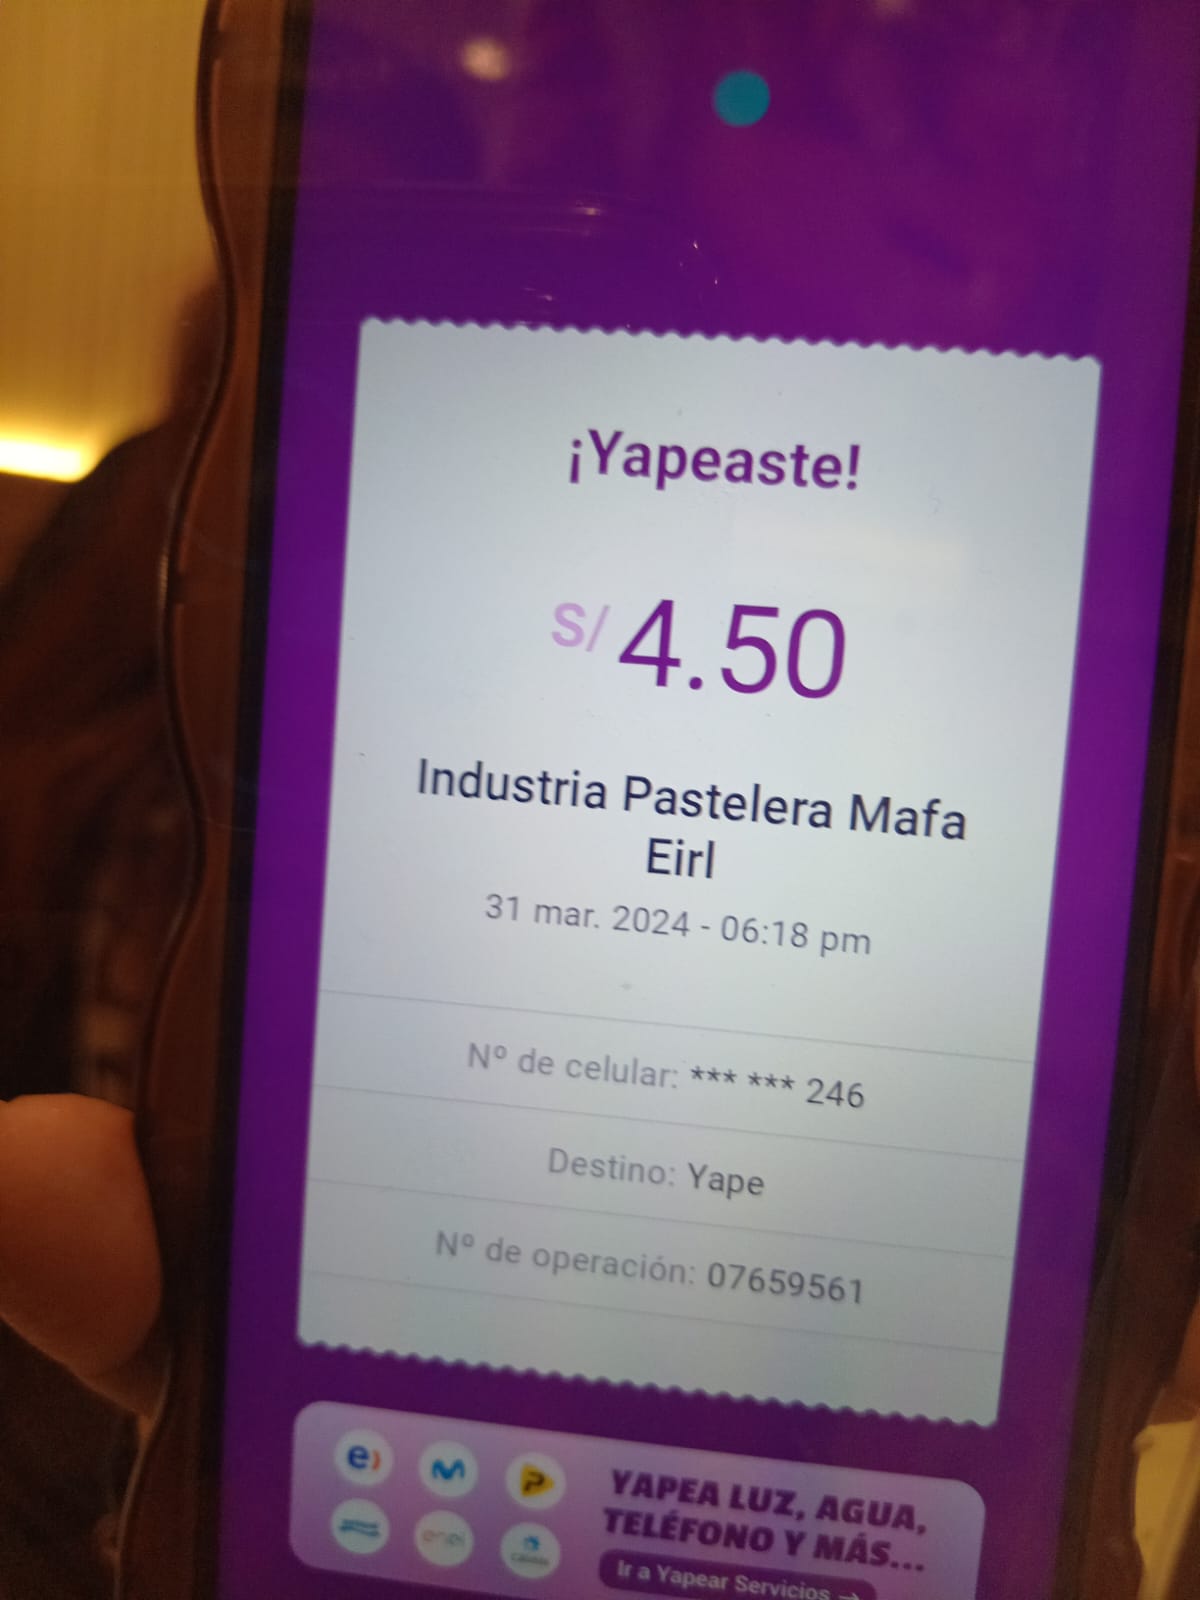 ¡Yapeaste!
S/ 4.50
Industria Pastelera Mafa
Eirl
31 mar. 2024 - 06:18 pm
Nº de celular: *** *** 246
Destino: Yape
Nº de operación: 07659561
e)
enel
YAPEA LUZ, AGUA,
TELÉFONO Y MÁS...
Ir a Yapear Servicios →